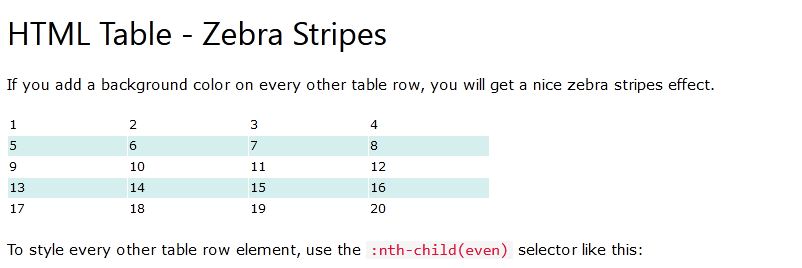 HTML Table - Zebra Stripes
If you add a background color on every other table row, you will get a nice zebra stripes effect.
1 2 3 4
5 6 7 8
9 10 11 12
13 14 15 16
17 18 19 20
To style every other table row element, use the :nth-child(even) selector like this: